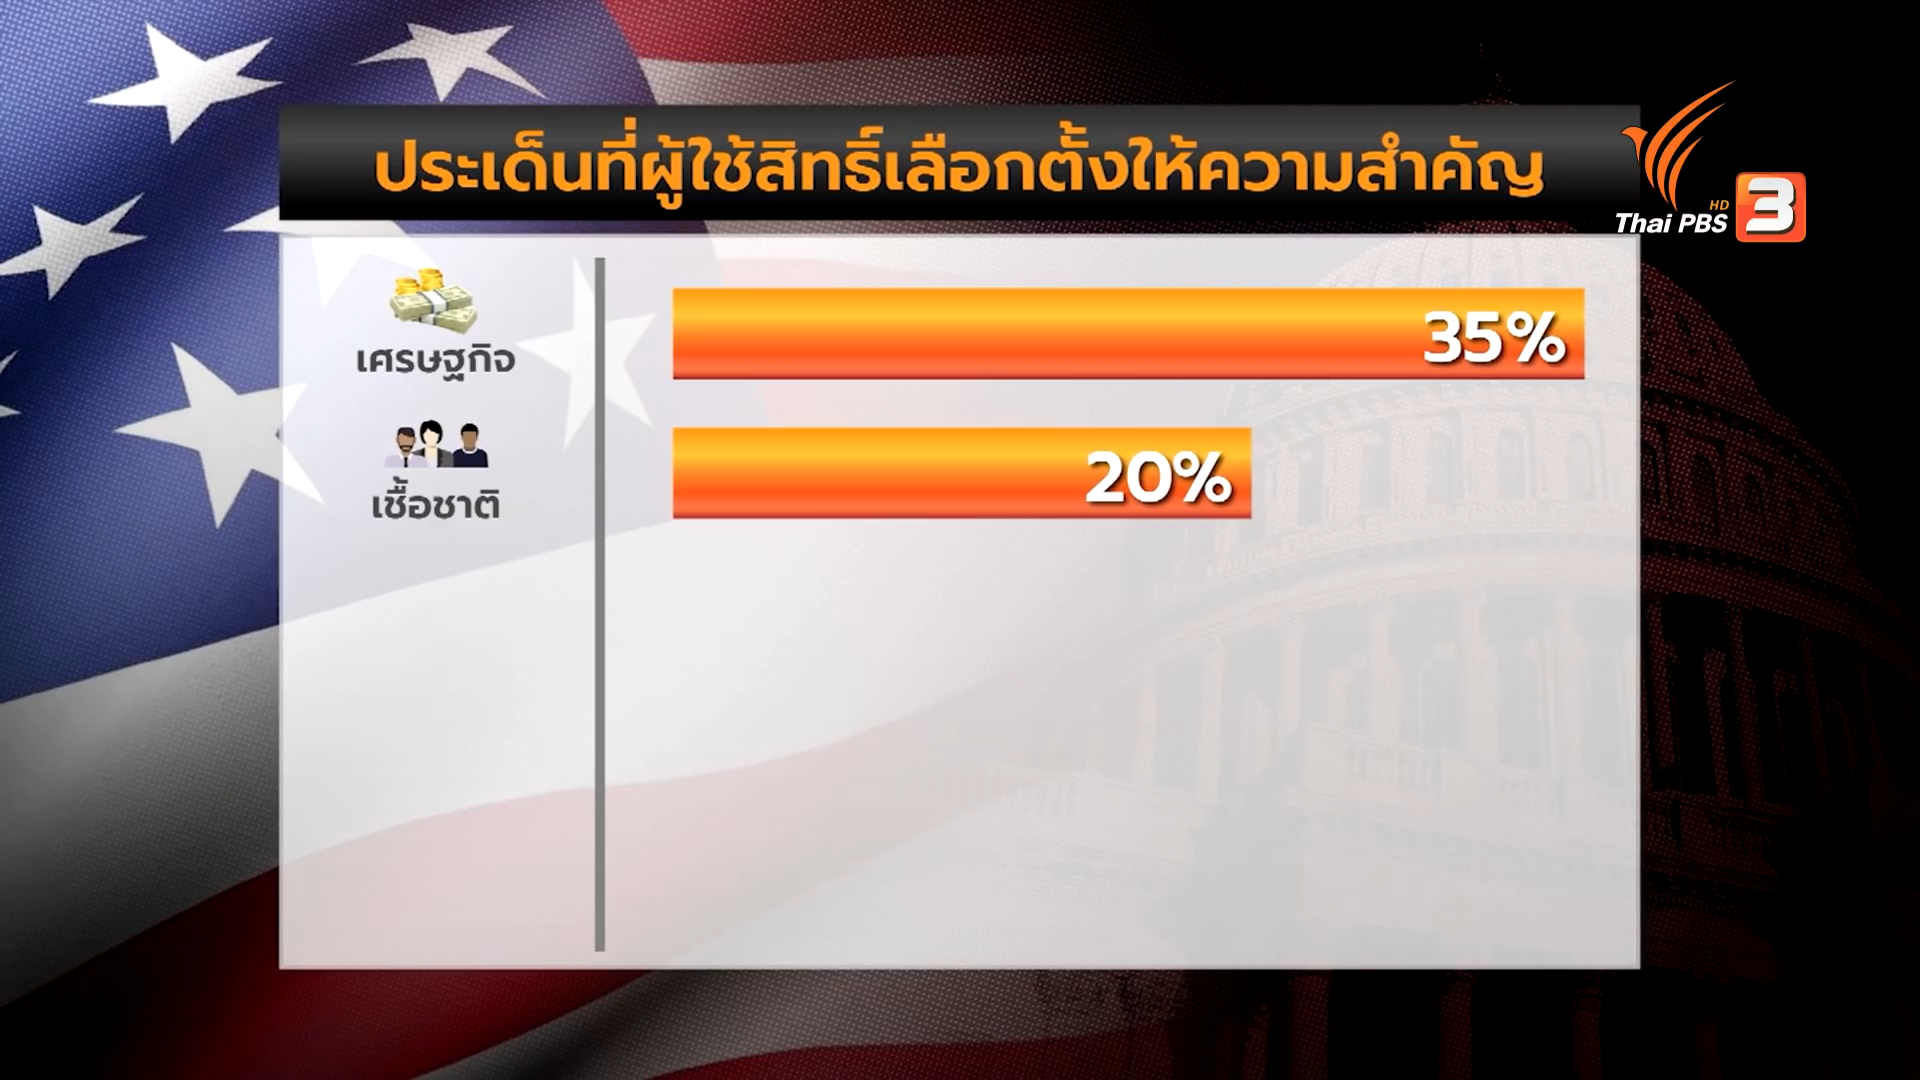 ประเด็นที่ผู้ใช้สิทธิ์เลือกตั้งให้ความสำคัญ
HD
Thai PBS 3
เศรษฐกิจ
35%
เชื้อชาติ
20%